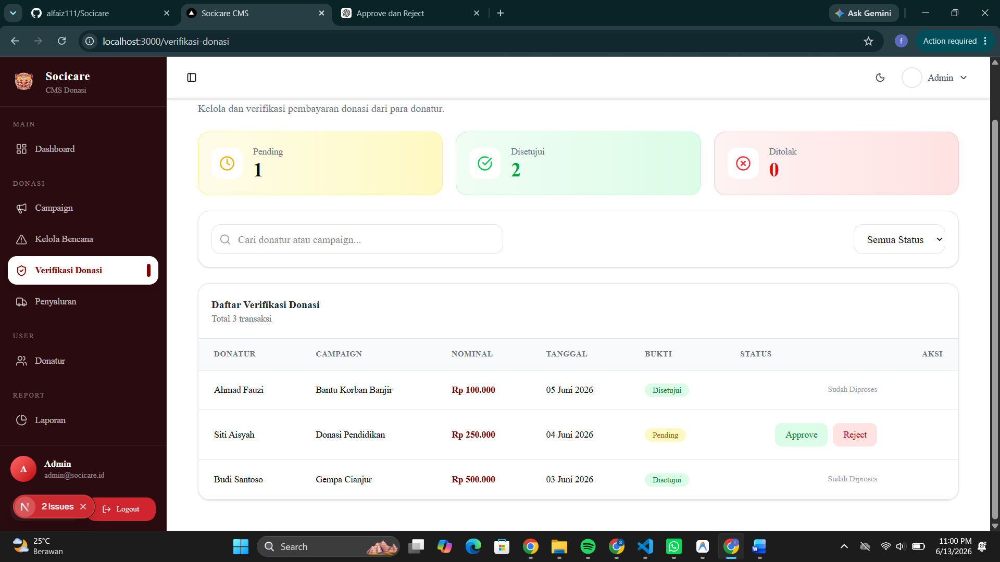 alfaiz111/Socicare
Socicare CMS
Approve dan Reject
Ask Gemini
localhost:3000/verifikasi-donasi
f
Action required
Socicare
CMS Donasi
MAIN
Dashboard
DONASI
Campaign
Kelola Bencana
Verifikasi Donasi
Penyaluran
USER
Donatur
REPORT
Laporan
A
Admin
admin@socicare.id
N
2 Issues
Logout
Admin
Kelola dan verifikasi pembayaran donasi dari para donatur.
Pending
1
Disetujui
2
Ditolak
0
Cari donatur atau campaign...
Semua Status
Daftar Verifikasi Donasi
Total 3 transaksi
DONATUR CAMPAIGN NOMINAL TANGGAL BUKTI STATUS AKSI
Ahmad Fauzi Bantu Korban Banjir Rp 100.000 05 Juni 2026 Disetujui Sudah Diproses
Siti Aisyah Donasi Pendidikan Rp 250.000 04 Juni 2026 Pending Approve Reject
Budi Santoso Gempa Cianjur Rp 500.000 03 Juni 2026 Disetujui Sudah Diproses
25°C
Berawan
Search
11:00 PM
6/13/2026